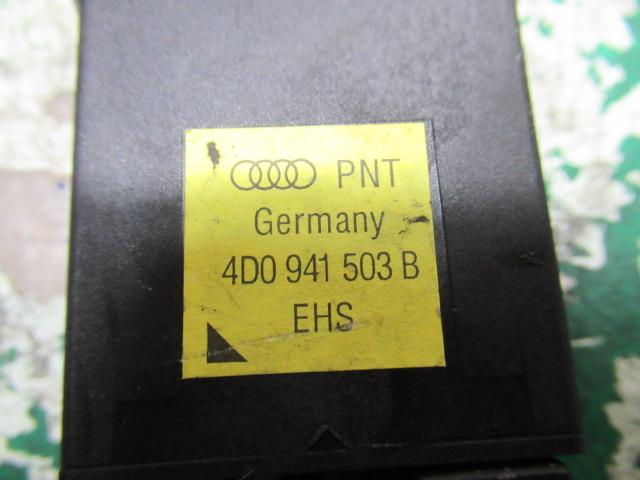 PNT
Germany
4D0 941 503 B
EHS